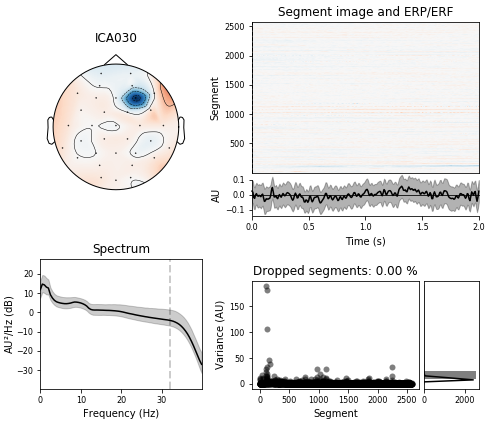 ICA030
Segment image and ERP/ERF
Segment
2500
2000
1500
1000
500
AU
0.1
0.0
−0.1
0.0 0.5 1.0 1.5 2.0
Time (s)
Spectrum
AU²/Hz (dB)
20
10
0
−10
−20
−30
0 10 20 30
Frequency (Hz)
Dropped segments: 0.00 %
Variance (AU)
150
100
50
0
0 500 1000 1500 2000 2500
Segment
0 2000